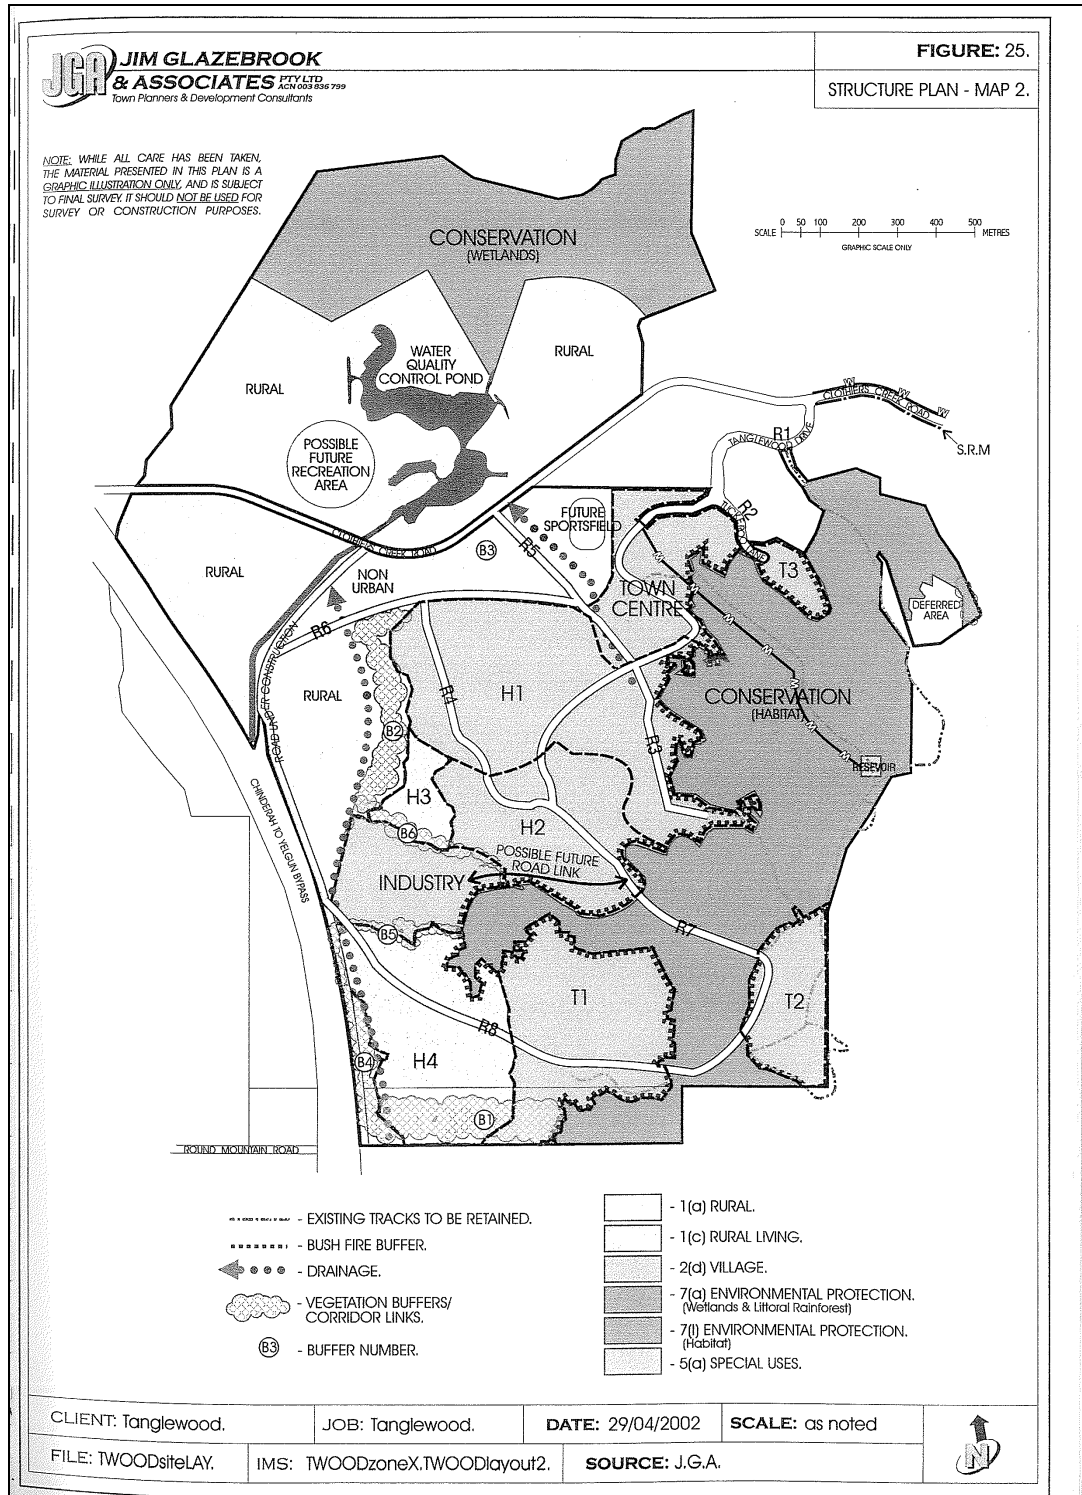 JGA
JIM GLAZEBROOK
& ASSOCIATES PTY LTD
ACN 003 836 799
Town Planners & Development Consultants
FIGURE: 25.
STRUCTURE PLAN - MAP 2.
NOTE: WHILE ALL CARE HAS BEEN TAKEN,
THE MATERIAL PRESENTED IN THIS PLAN IS A
GRAPHIC ILLUSTRATION ONLY, AND IS SUBJECT
TO FINAL SURVEY. IT SHOULD NOT BE USED FOR
SURVEY OR CONSTRUCTION PURPOSES.
SCALE 0 50 100 200 300 400 500 METRES
GRAPHIC SCALE ONLY
CONSERVATION
(WETLANDS)
WATER
QUALITY
CONTROL POND
RURAL
RURAL
POSSIBLE
FUTURE
RECREATION
AREA
W
W
W
CLOTHIERS CREEK ROAD
S.R.M
R1
TANGLEWOOD DRIVE
R2
FUTURE
SPORTSFIELD
CLOTHIERS CREEK ROAD
R5
B3
RURAL
NON
URBAN
TOWN
CENTRE
T3
DEFERRED
AREA
R6
ROAD UNDER CONSTRUCTION
RURAL
R4
H1
CONSERVATION
(HABITAT)
B2
R3
RESEVOIR
CHINDERAH TO YELGUN BYPASS
H3
B6
H2
POSSIBLE FUTURE
ROAD LINK
INDUSTRY
B5
R7
T1
T2
R8
B4
H4
B1
ROUND MOUNTAIN ROAD
- EXISTING TRACKS TO BE RETAINED.
- BUSH FIRE BUFFER.
- DRAINAGE.
- VEGETATION BUFFERS/
CORRIDOR LINKS.
B3 - BUFFER NUMBER.
- 1(a) RURAL.
- 1(c) RURAL LIVING.
- 2(d) VILLAGE.
- 7(a) ENVIRONMENTAL PROTECTION.
(Wetlands & Littoral Rainforest)
- 7(l) ENVIRONMENTAL PROTECTION.
(Habitat)
- 5(a) SPECIAL USES.
CLIENT: Tanglewood.
JOB: Tanglewood.
DATE: 29/04/2002
SCALE: as noted
FILE: TWOODsiteLAY.
IMS: TWOODzoneX.TWOODlayout2.
SOURCE: J.G.A.
N